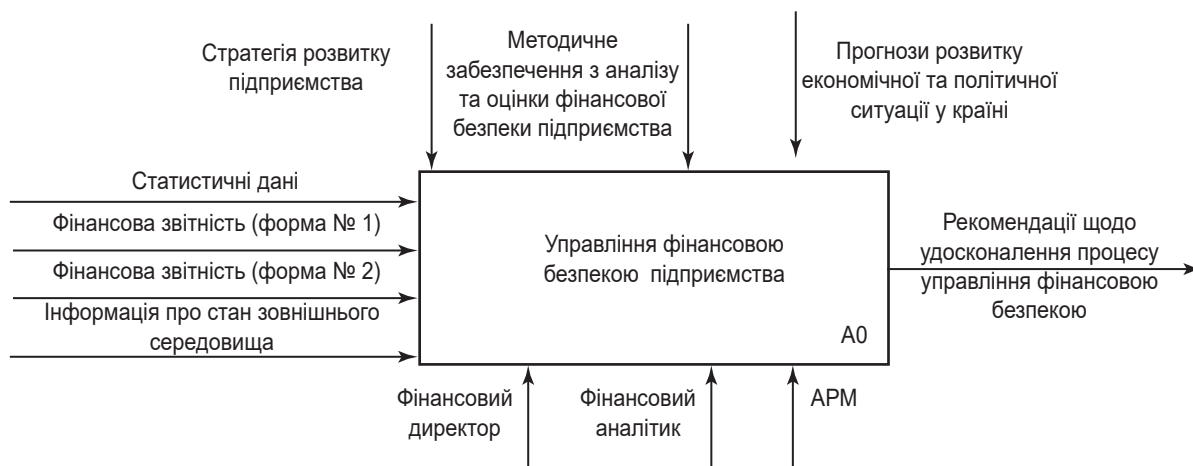 Стратегія розвитку
підприємства
Методичне
забезпечення з аналізу
та оцінки фінансової
безпеки підприємства
Прогнози розвитку
економічної та політичної
ситуації у країні
Статистичні дані
Фінансова звітність (форма № 1)
Фінансова звітність (форма № 2)
Інформація про стан зовнішнього
середовища
Управління фінансовою
безпекою підприємства
А0
Рекомендації щодо
удосконалення процесу
управління фінансовою
безпекою
Фінансовий
директор
Фінансовий
аналітик
АРМ